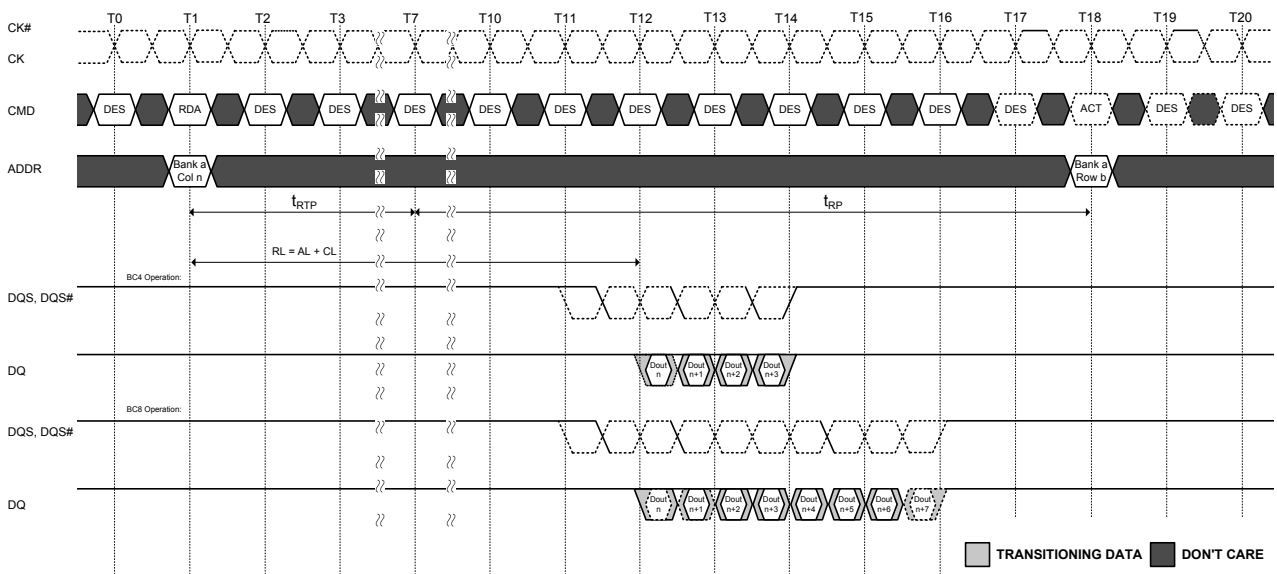 T0 T1 T2 T3 T7 T10 T11 T12 T13 T14 T15 T16 T17 T18 T19 T20
CK#
CK
CMD DES RDA DES DES DES DES DES DES DES DES DES DES DES ACT DES DES
ADDR
Bank a
Col n
Bank a
Row b
tRTP
tRP
RL = AL + CL
BC4 Operation:
DQS, DQS#
DQ
Dout
n
Dout
n+1
Dout
n+2
Dout
n+3
BC8 Operation:
DQS, DQS#
DQ
Dout
n
Dout
n+1
Dout
n+2
Dout
n+3
Dout
n+4
Dout
n+5
Dout
n+6
Dout
n+7
TRANSITIONING DATA
DON'T CARE